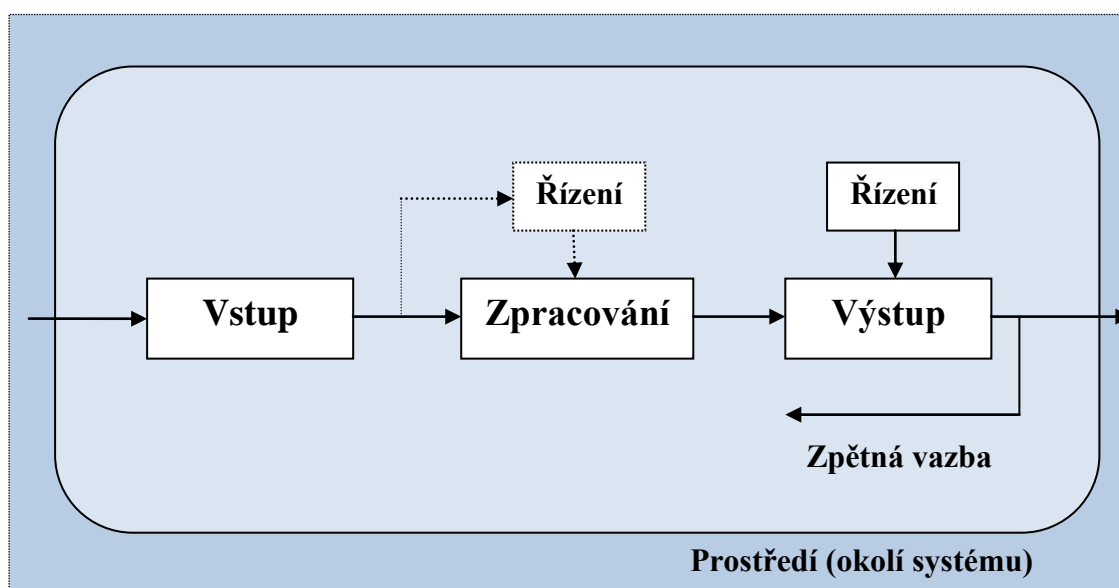 Řízení
Řízení
Vstup
Zpracování
Výstup
Zpětná vazba
Prostředí (okolí systému)